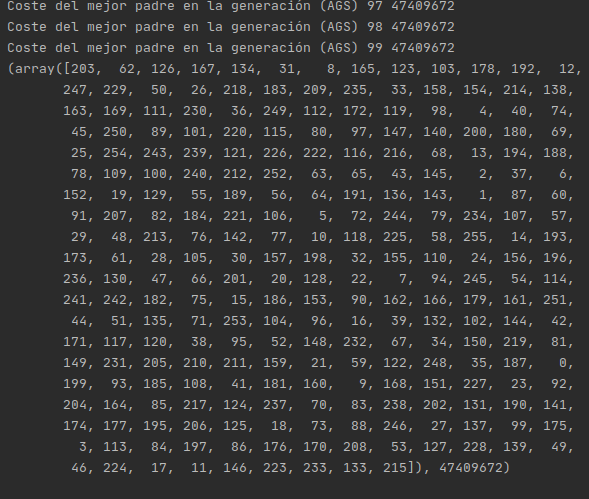 Coste del mejor padre en la generación (AGS) 97 47409672
Coste del mejor padre en la generación (AGS) 98 47409672
Coste del mejor padre en la generación (AGS) 99 47409672
(array([203,  62, 126, 167, 134,  31,   8, 165, 123, 103, 178, 192,  12,
       247, 229,  50,  26, 218, 183, 209, 235,  33, 158, 154, 214, 138,
       163, 169, 111, 230,  36, 249, 112, 172, 119,  98,   4,  40,  74,
        45, 250,  89, 101, 220, 115,  80,  97, 147, 140, 200, 180,  69,
        25, 254, 243, 239, 121, 226, 222, 116, 216,  68,  13, 194, 188,
        78, 109, 100, 240, 212, 252,  63,  65,  43, 145,   2,  37,   6,
       152,  19, 129,  55, 189,  56,  64, 191, 136, 143,   1,  87,  60,
        91, 207,  82, 184, 221, 106,   5,  72, 244,  79, 234, 107,  57,
        29,  48, 213,  76, 142,  77,  10, 118, 225,  58, 255,  14, 193,
       173,  61,  28, 105,  30, 157, 198,  32, 155, 110,  24, 156, 196,
       236, 130,  47,  66, 201,  20, 128,  22,   7,  94, 245,  54, 114,
       241, 242, 182,  75,  15, 186, 153,  90, 162, 166, 179, 161, 251,
        44,  51, 135,  71, 253, 104,  96,  16,  39, 132, 102, 144,  42,
       171, 117, 120,  38,  95,  52, 148, 232,  67,  34, 150, 219,  81,
       149, 231, 205, 210, 211, 159,  21,  59, 122, 248,  35, 187,   0,
       199,  93, 185, 108,  41, 181, 160,   9, 168, 151, 227,  23,  92,
       204, 164,  85, 217, 124, 237,  70,  83, 238, 202, 131, 190, 141,
       174, 177, 195, 206, 125,  18,  73,  88, 246,  27, 137,  99, 175,
         3, 113,  84, 197,  86, 176, 170, 208,  53, 127, 228, 139,  49,
        46, 224,  17,  11, 146, 223, 233, 133, 215]), 47409672)